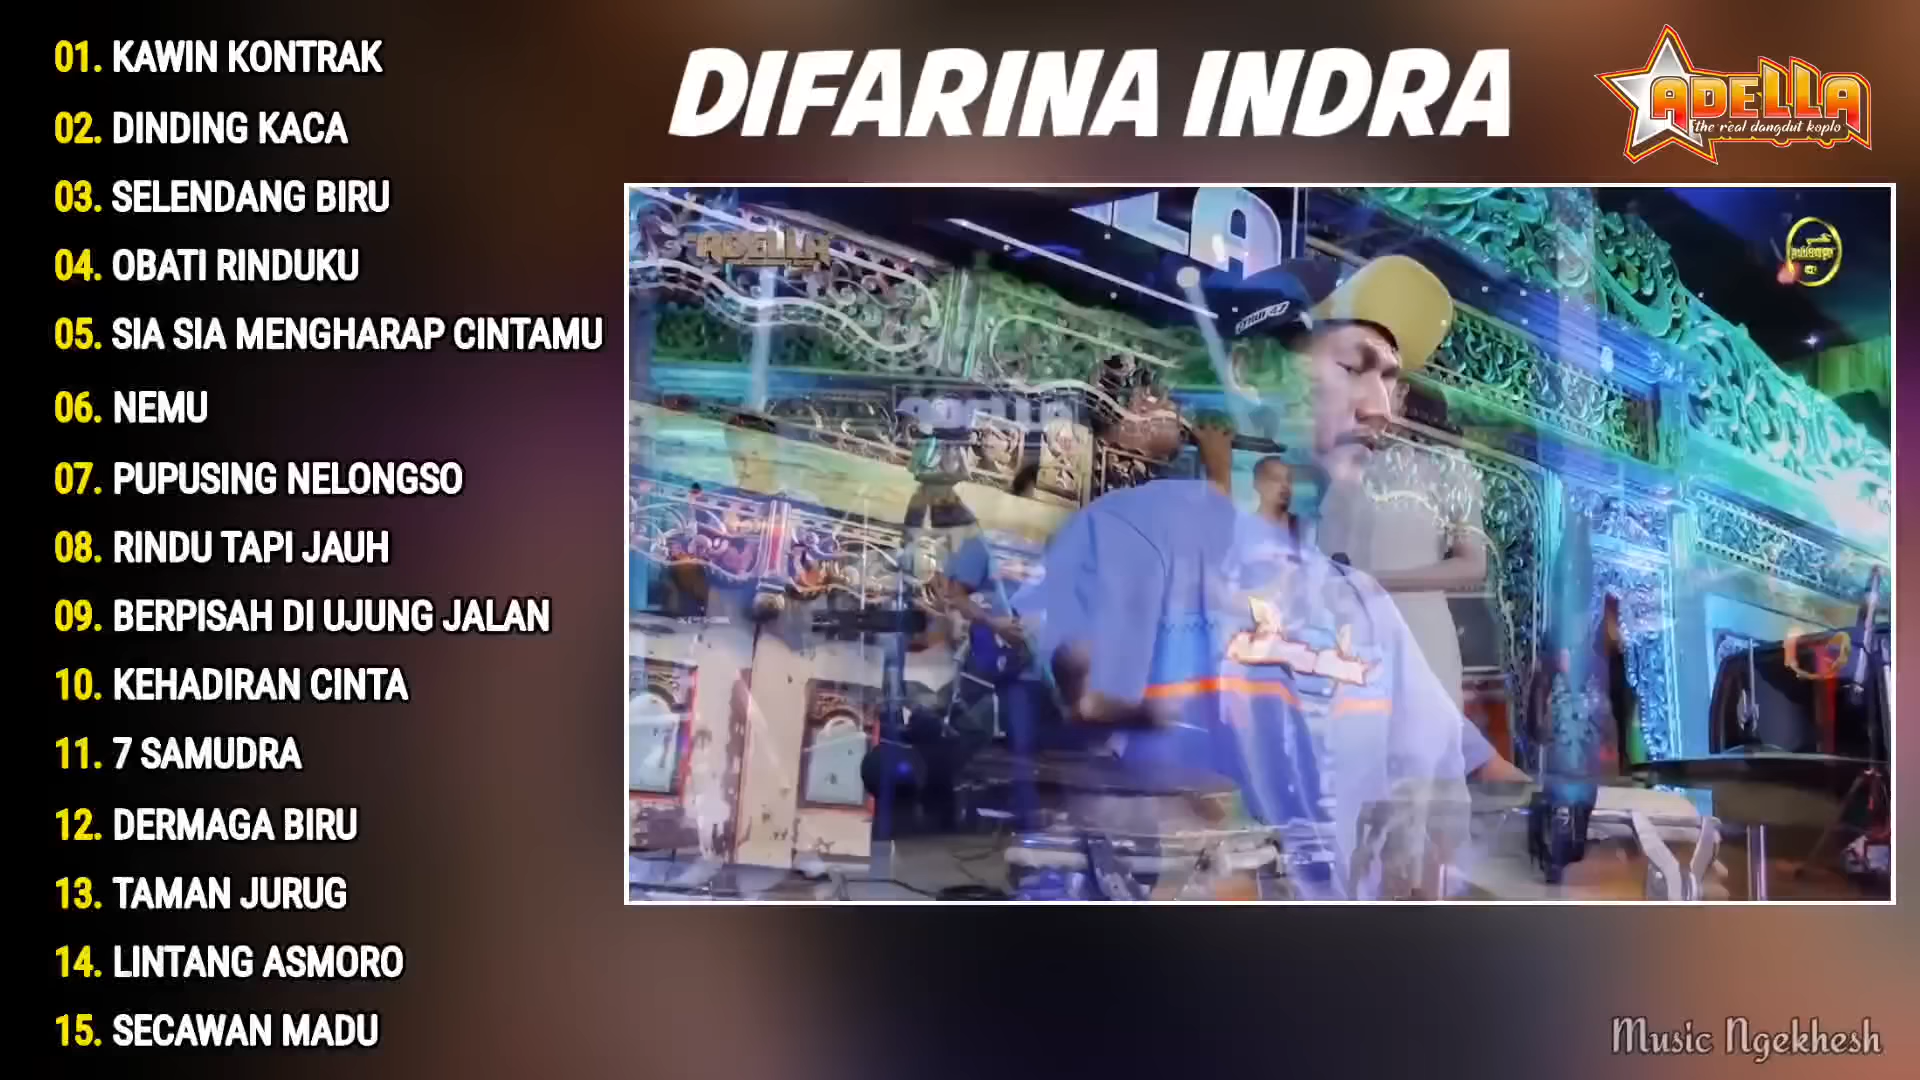 01. KAWIN KONTRAK
02. DINDING KACA
03. SELENDANG BIRU
04. OBATI RINDUKU
05. SIA SIA MENGHARAP CINTAMU
06. NEMU
07. PUPUSING NELONGSO
08. RINDU TAPI JAUH
09. BERPISAH DI UJUNG JALAN
10. KEHADIRAN CINTA
11. 7 SAMUDRA
12. DERMAGA BIRU
13. TAMAN JURUG
14. LINTANG ASMORO
15. SECAWAN MADU
DIFARINA INDRA
ADELLA
the real dangdut koplo
ADELLA
LA
ADELLA
Music Ngekhesh